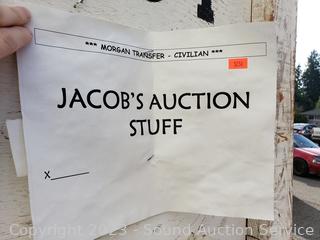 *** MORGAN TRANSFER - CIVILIAN ***
JACOB'S AUCTION
STUFF
X
Copyright 2023 - Sound Auction Service